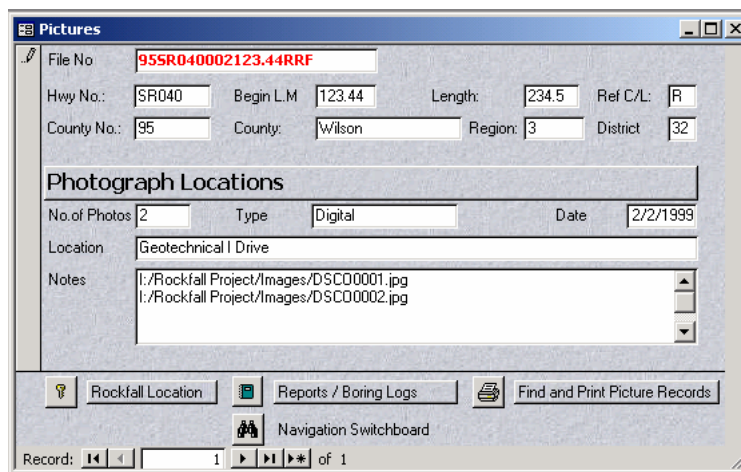 Pictures
File No 95SR040002123.44RRF
Hwy No.: SR040 Begin L.M 123.44 Length: 234.5 Ref C/L: R
County No.: 95 County: Wilson Region: 3 District 32
Photograph Locations
No.of Photos 2 Type Digital Date 2/2/1999
Location Geotechnical I Drive
Notes I:/Rockfall Project/Images/DSCO0001.jpg
I:/Rockfall Project/Images/DSCO0002.jpg
Rockfall Location Reports / Boring Logs Find and Print Picture Records
Navigation Switchboard
Record: 1 of 1